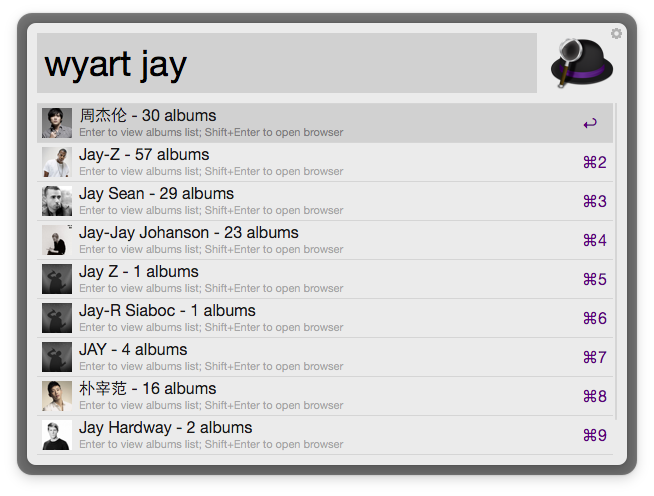 wyart jay
周杰伦 - 30 albums
Enter to view albums list; Shift+Enter to open browser
↩
Jay-Z - 57 albums
Enter to view albums list; Shift+Enter to open browser
⌘2
Jay Sean - 29 albums
Enter to view albums list; Shift+Enter to open browser
⌘3
Jay-Jay Johanson - 23 albums
Enter to view albums list; Shift+Enter to open browser
⌘4
Jay Z - 1 albums
Enter to view albums list; Shift+Enter to open browser
⌘5
Jay-R Siaboc - 1 albums
Enter to view albums list; Shift+Enter to open browser
⌘6
JAY - 4 albums
Enter to view albums list; Shift+Enter to open browser
⌘7
朴宰范 - 16 albums
Enter to view albums list; Shift+Enter to open browser
⌘8
Jay Hardway - 2 albums
Enter to view albums list; Shift+Enter to open browser
⌘9